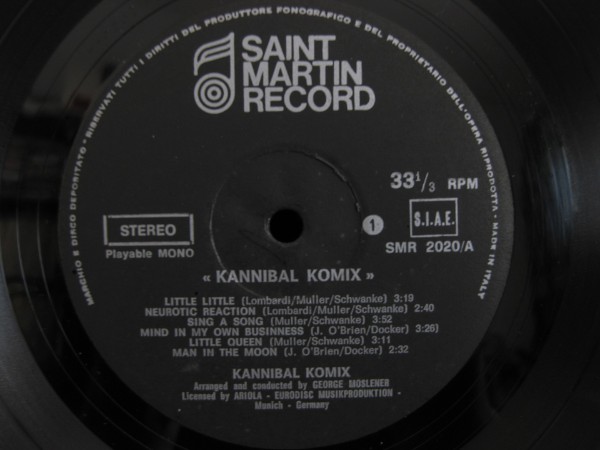 MARCHIO E DISCO DEPOSITATO - RISERVATI TUTTI I DIRITTI DEL PRODUTTORE FONOGRAFICO E DEL PROPRIETARIO DELL'OPERA RIPRODOTTA - MADE IN ITALY
SAINT
MARTIN
RECORD
33 1/3 RPM
STEREO
Playable MONO
1
S.I.A.E.
SMR 2020/A
« KANNIBAL KOMIX »
LITTLE LITTLE (Lombardi/Muller/Schwanke) 3:19
NEUROTIC REACTION (Lombardi/Muller/Schwanke) 2:40
SING A SONG (Muller/Schwanke) 3:52
MIND IN MY OWN BUSINNESS (J. O'Brien/Docker) 3:26)
LITTLE QUEEN (Muller/Schwanke) 3:11
MAN IN THE MOON (J. O'Brien/Docker) 2:32
KANNIBAL KOMIX
Arranged and conducted by GEORGE MOSLENER
Licensed by ARIOLA - EURODISC MUSIKPRODUKTION -
Munich - Germany